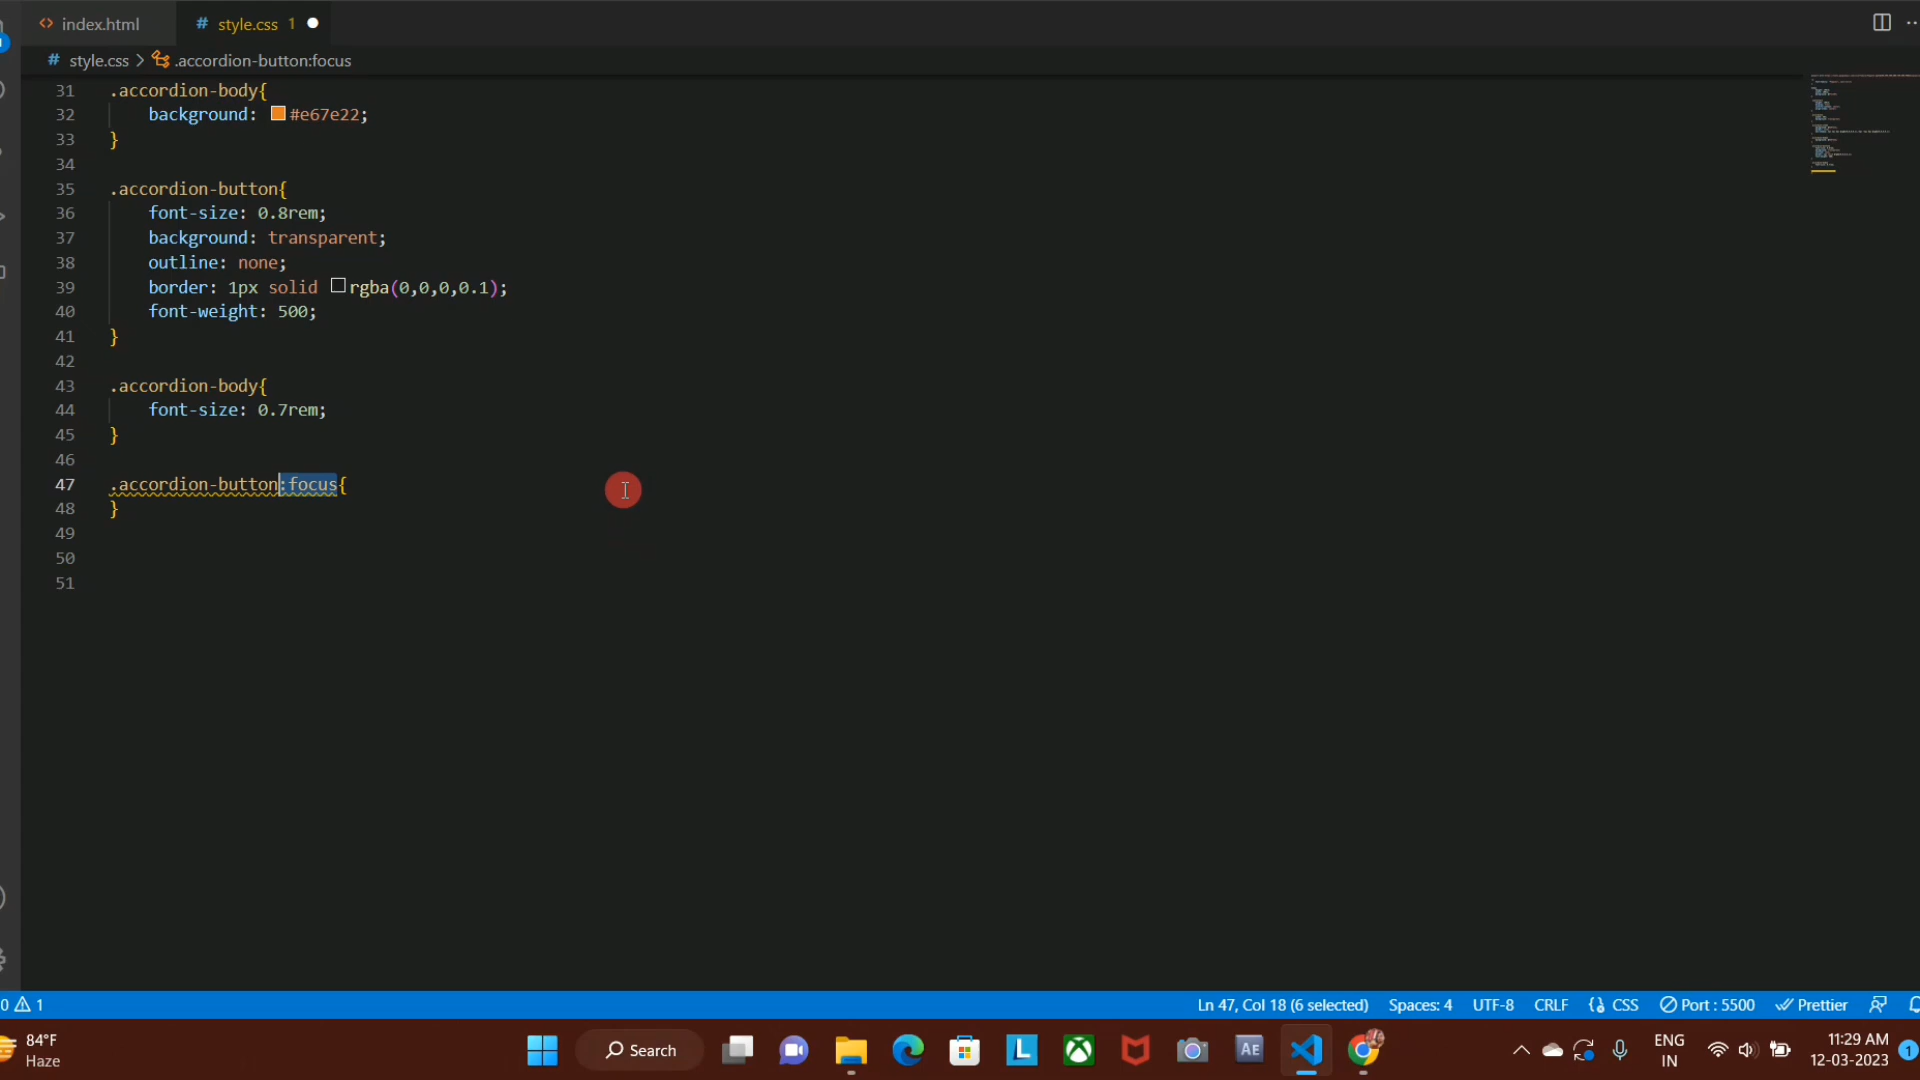 index.html
# style.css 1
# style.css > .accordion-button:focus
31 .accordion-body{
32 background: #e67e22;
33 }
34
35 .accordion-button{
36 font-size: 0.8rem;
37 background: transparent;
38 outline: none;
39 border: 1px solid rgba(0,0,0,0.1);
40 font-weight: 500;
41 }
42
43 .accordion-body{
44 font-size: 0.7rem;
45 }
46
47 .accordion-button:focus{
48 }
49
50
51
0 1 Ln 47, Col 18 (6 selected) Spaces: 4 UTF-8 CRLF CSS Port : 5500 Prettier
84°F
Haze
Search
L
AE
ENG
IN
11:29 AM
12-03-2023
1